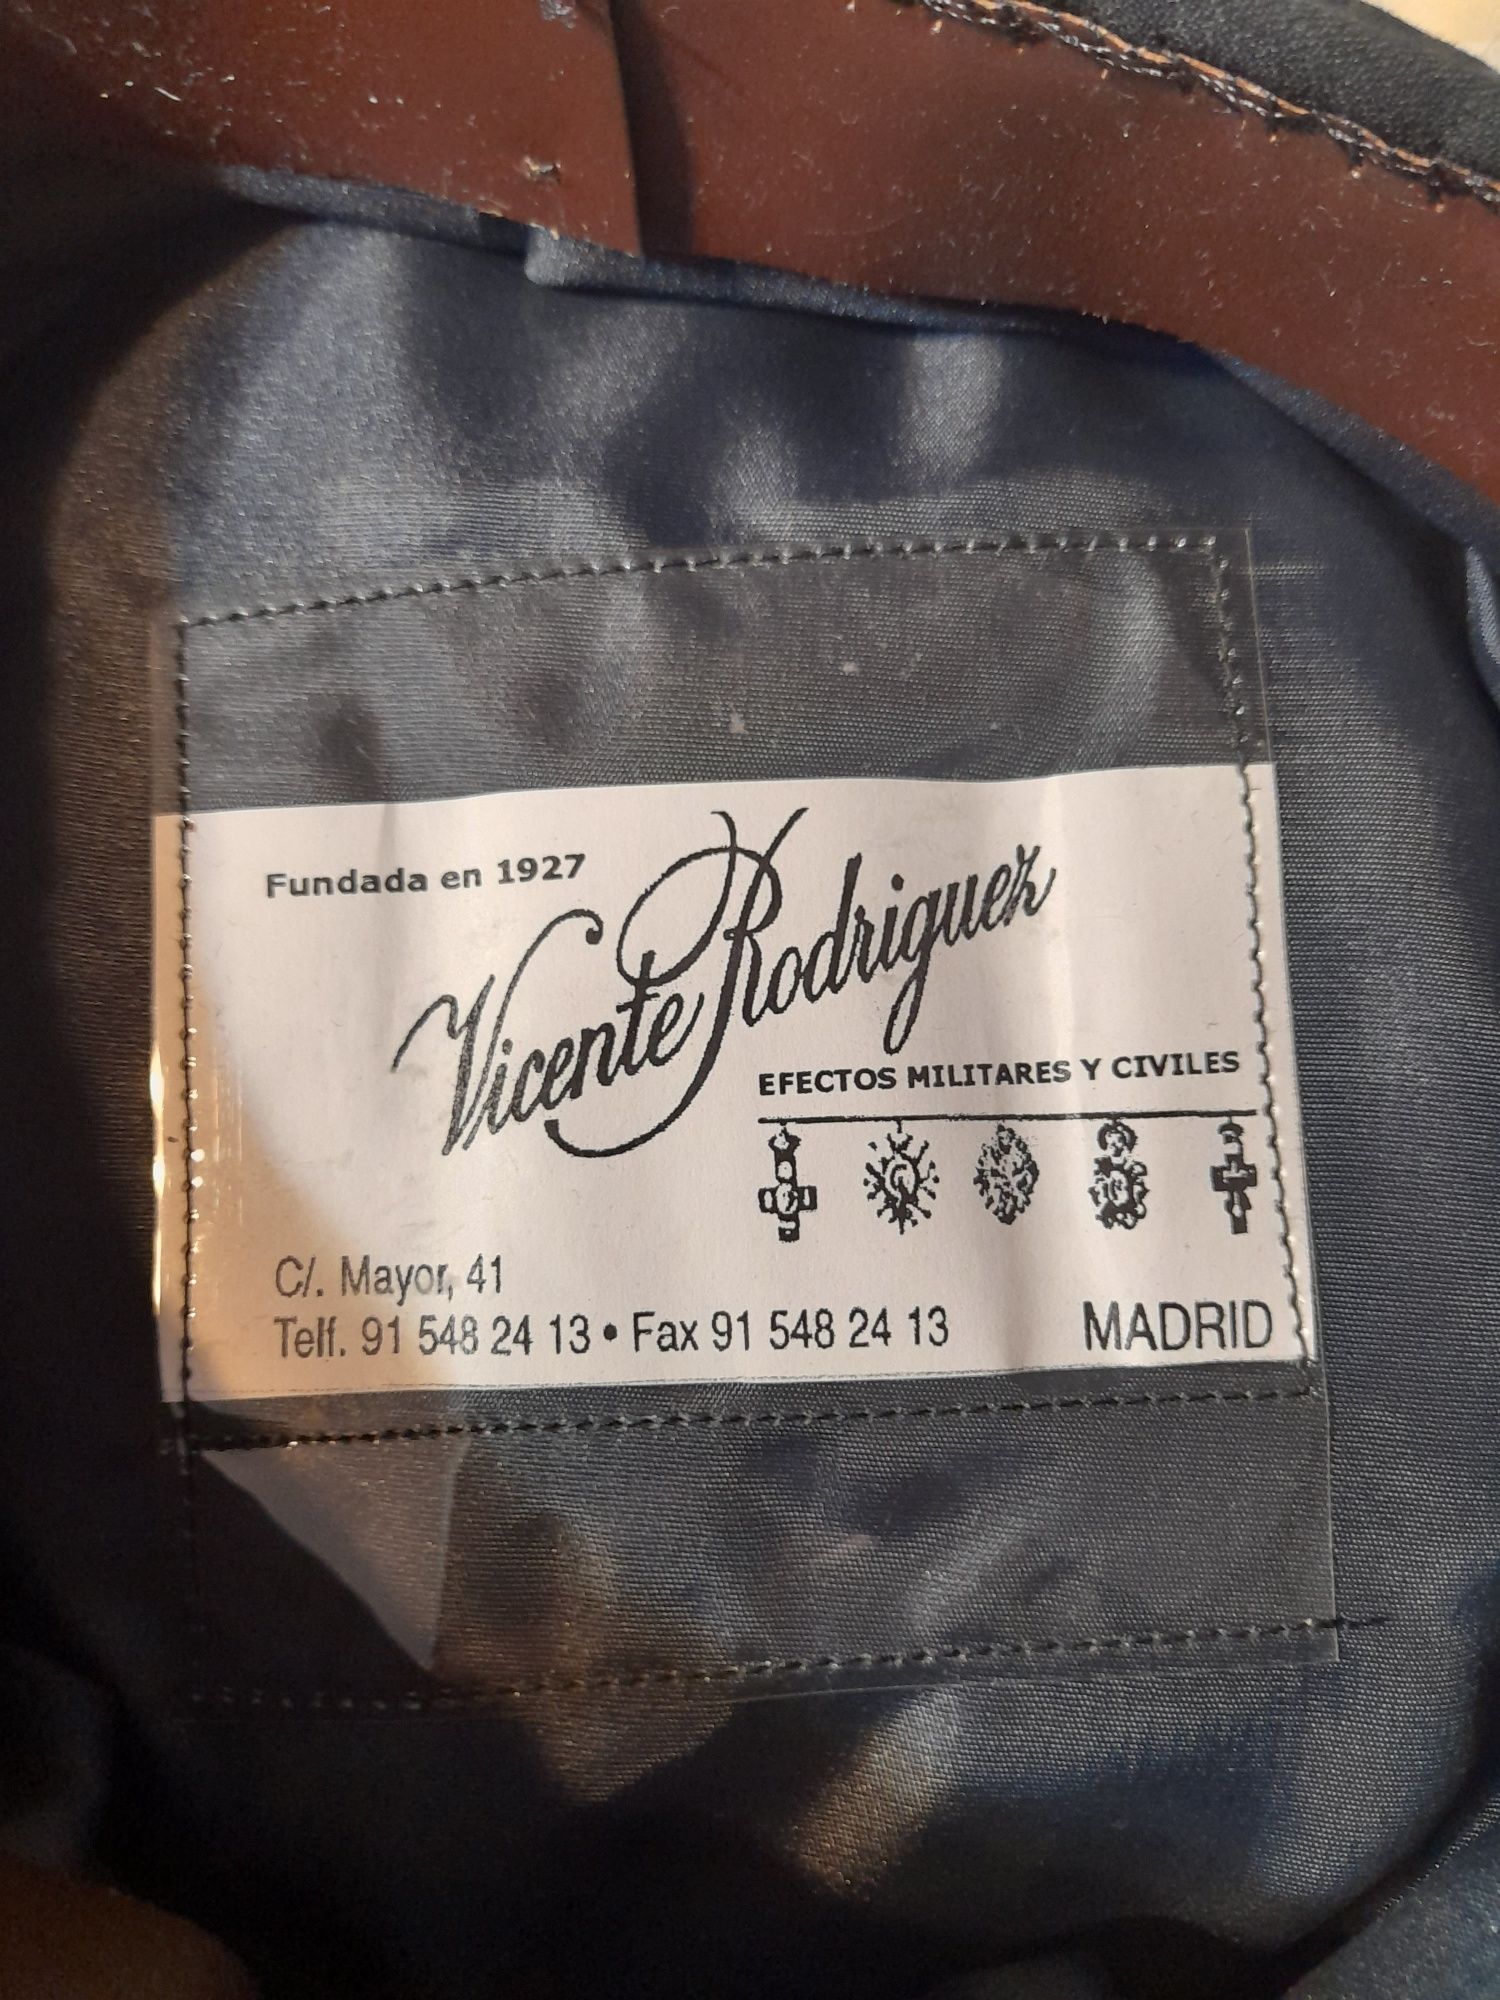 Fundada en 1927
Vicente Rodriguez
EFECTOS MILITARES Y CIVILES
C/. Mayor, 41
Telf. 91 548 24 13 • Fax 91 548 24 13
MADRID